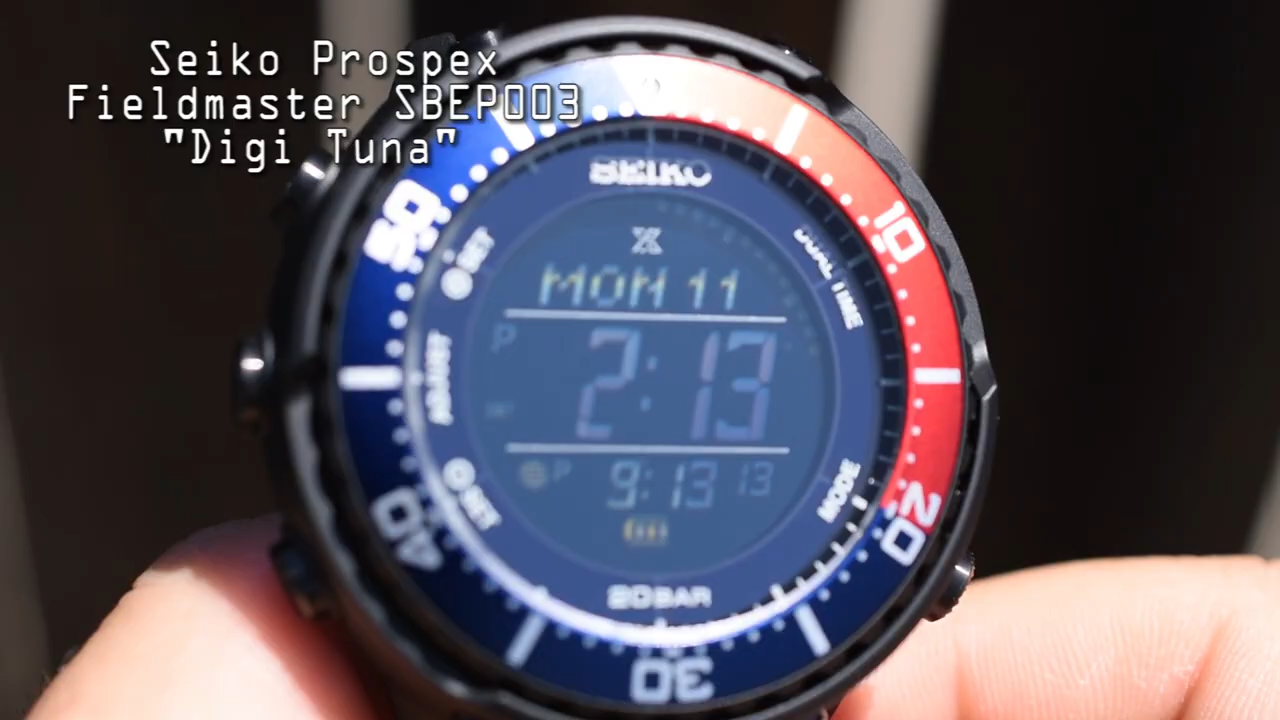 Seiko Prospex
Fieldmaster SBEP003
"Digi Tuna"
SEIKO
DUAL TIME
SET
MON 11
P 2:13
ADJUST
P 9:13 13
SET
MODE
20BAR
10
20
30
40
50